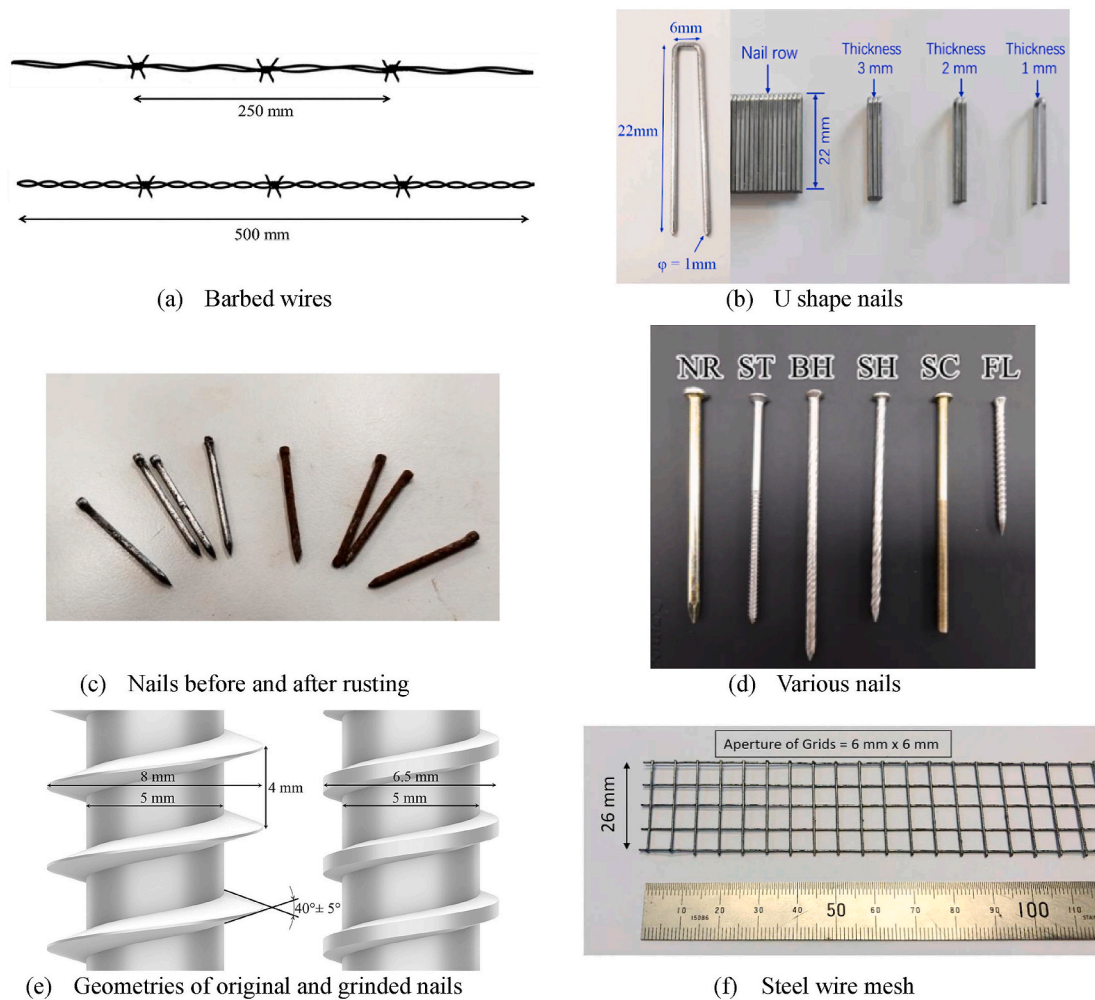 250 mm
500 mm
(a) Barbed wires
6mm
22mm
φ = 1mm
Nail row
22 mm
Thickness
3 mm
Thickness
2 mm
Thickness
1 mm
(b) U shape nails
(c) Nails before and after rusting
NR ST BH SH SC FL
(d) Various nails
8 mm
5 mm
4 mm
40°± 5°
6.5 mm
5 mm
(e) Geometries of original and grinded nails
Aperture of Grids = 6 mm x 6 mm
26 mm
10 20 30 40 50 60 70 80 90 100 110
15086
STAIN
(f) Steel wire mesh